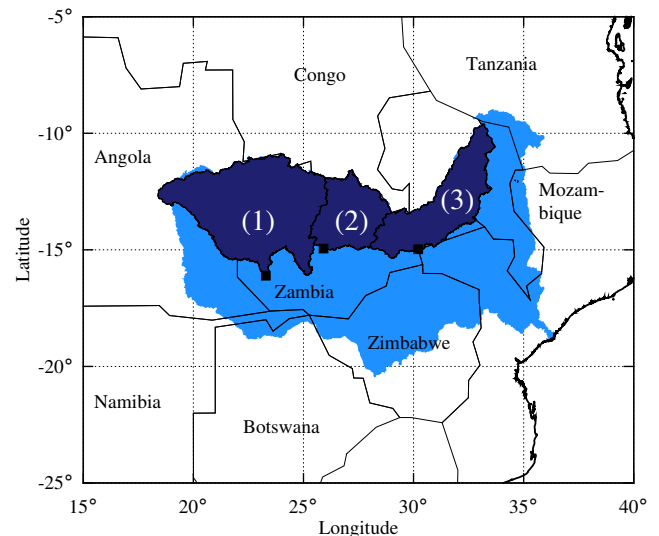 -5°
Tanzania
Congo
-10°
Angola
(3)
Mozam-
bique
(1)
(2)
-15°
Latitude
Zambia
Zimbabwe
-20°
Namibia
Botswana
-25°
15°
20°
25°
30°
35°
40°
Longitude